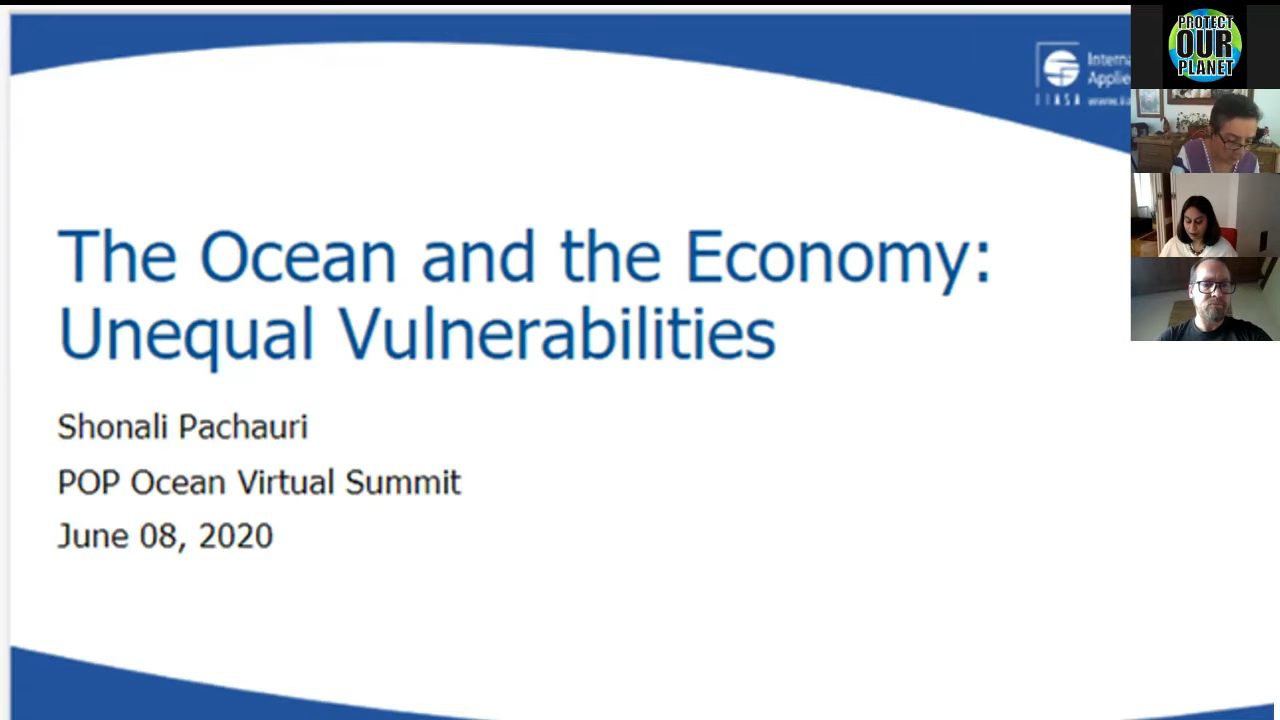 PROTECT
OUR
PLANET
IIASA
The Ocean and the Economy:
Unequal Vulnerabilities
Shonali Pachauri
POP Ocean Virtual Summit
June 08, 2020